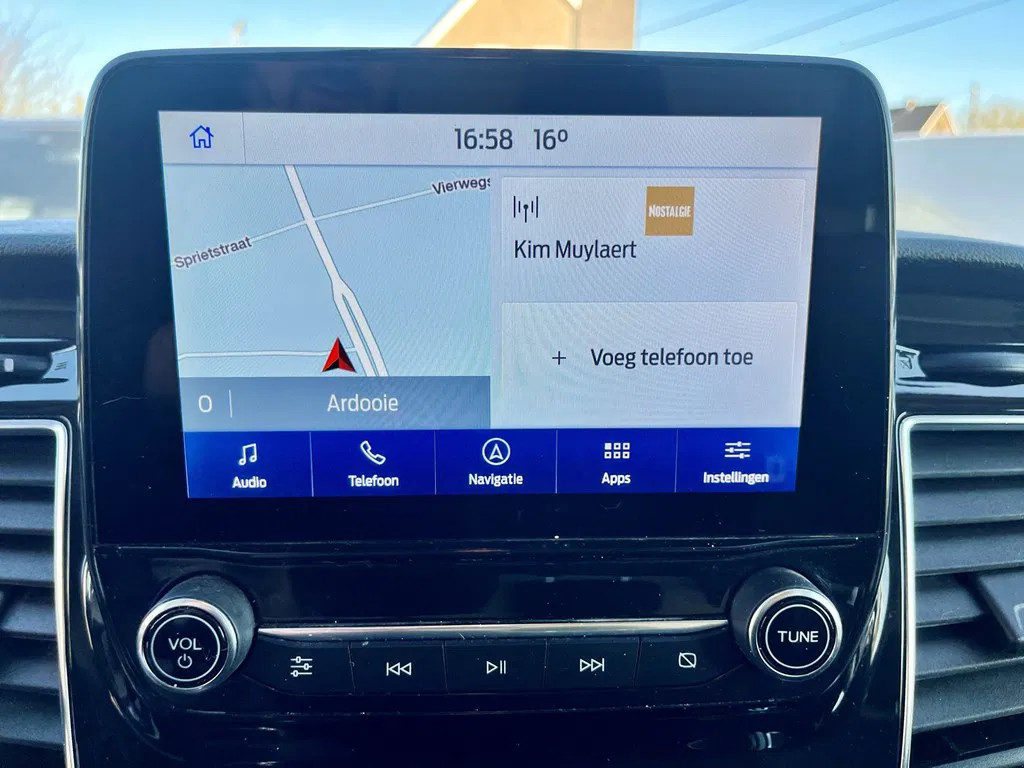 16:58 16º
Vierwegs
Sprietstraat
NOSTALGIE
Kim Muylaert
+ Voeg telefoon toe
0 | Ardooie
Audio
Telefoon
Navigatie
Apps
Instellingen
VOL
TUNE